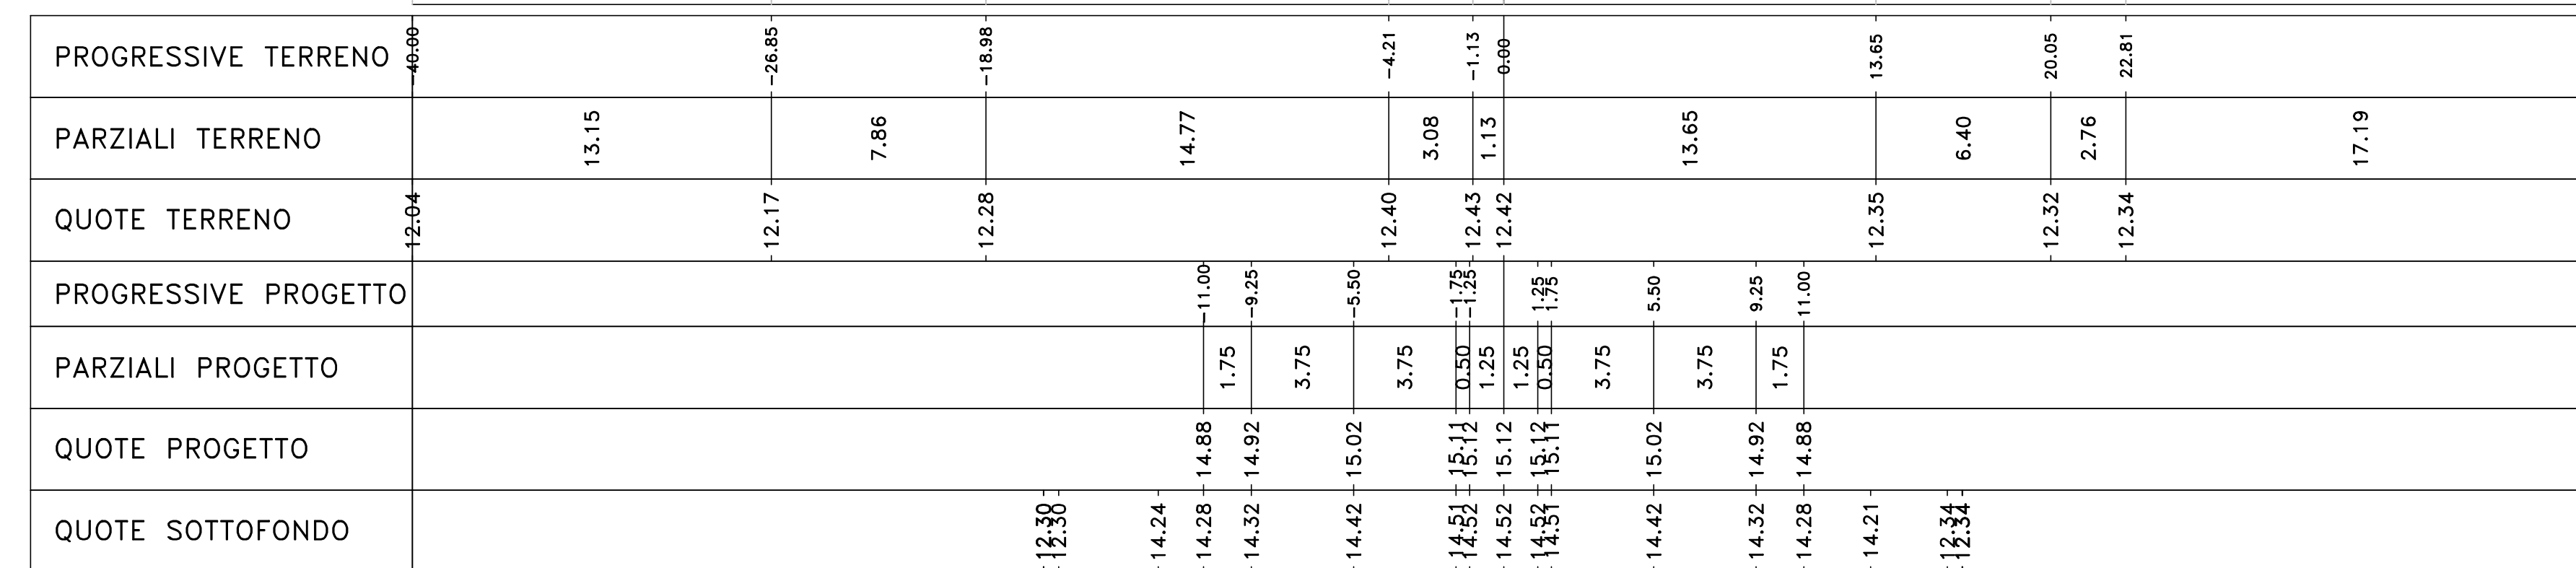 PROGRESSIVE TERRENO -40.00 -26.85 -18.98 -4.21 -1.13 0.00 13.65 20.05 22.81
PARZIALI TERRENO 13.15 7.86 14.77 3.08 1.13 13.65 6.40 2.76 17.19
QUOTE TERRENO 12.04 12.17 12.28 12.40 12.43 12.42 12.35 12.32 12.34
PROGRESSIVE PROGETTO -11.00 -9.25 -5.50 -1.75 -1.25 1.25 1.75 5.50 9.25 11.00
PARZIALI PROGETTO 1.75 3.75 3.75 0.50 1.25 1.25 0.50 3.75 3.75 1.75
QUOTE PROGETTO 14.88 14.92 15.02 15.11 15.12 15.12 15.12 15.11 15.02 14.92 14.88
QUOTE SOTTOFONDO 12.30 12.30 14.24 14.28 14.32 14.42 14.51 14.52 14.52 14.52 14.51 14.42 14.32 14.28 14.21 12.34 12.34